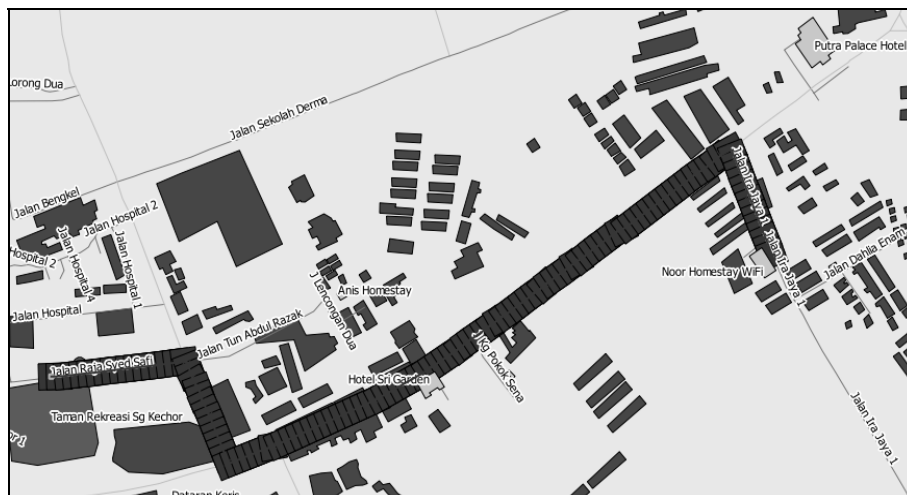 Putra Palace Hotel
Lorong Dua
Jalan Sekolah Derma
Jalan Bengkel
Jalan Hospital 2
Hospital 2
Jalan Hospital 4
Jalan Hospital 1
Jalan Hospital
Jalan Ira Jaya 1
Jalan Ira Jaya 1
Jalan Dahlia Enam
Noor Homestay WiFi
Anis Homestay
J Lencongan Dua
Jalan Tun Abdul Razak
Jalan Raja Syed Safi
Hotel Sri Garden
J Kg Pokok Sena
Taman Rekreasi Sg Kechor
or 1
Jalan Ira Jaya 1
Dataran Keris